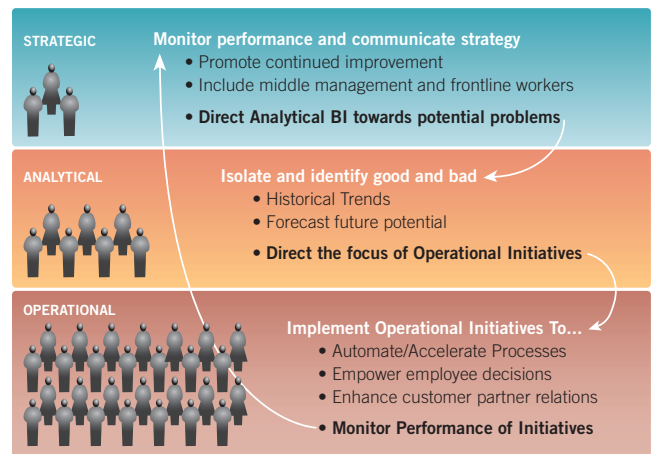 STRATEGIC
Monitor performance and communicate strategy
• Promote continued improvement
• Include middle management and frontline workers
• Direct Analytical BI towards potential problems
ANALYTICAL
Isolate and identify good and bad
• Historical Trends
• Forecast future potential
• Direct the focus of Operational Initiatives
OPERATIONAL
Implement Operational Initiatives To...
• Automate/Accelerate Processes
• Empower employee decisions
• Enhance customer partner relations
• Monitor Performance of Initiatives